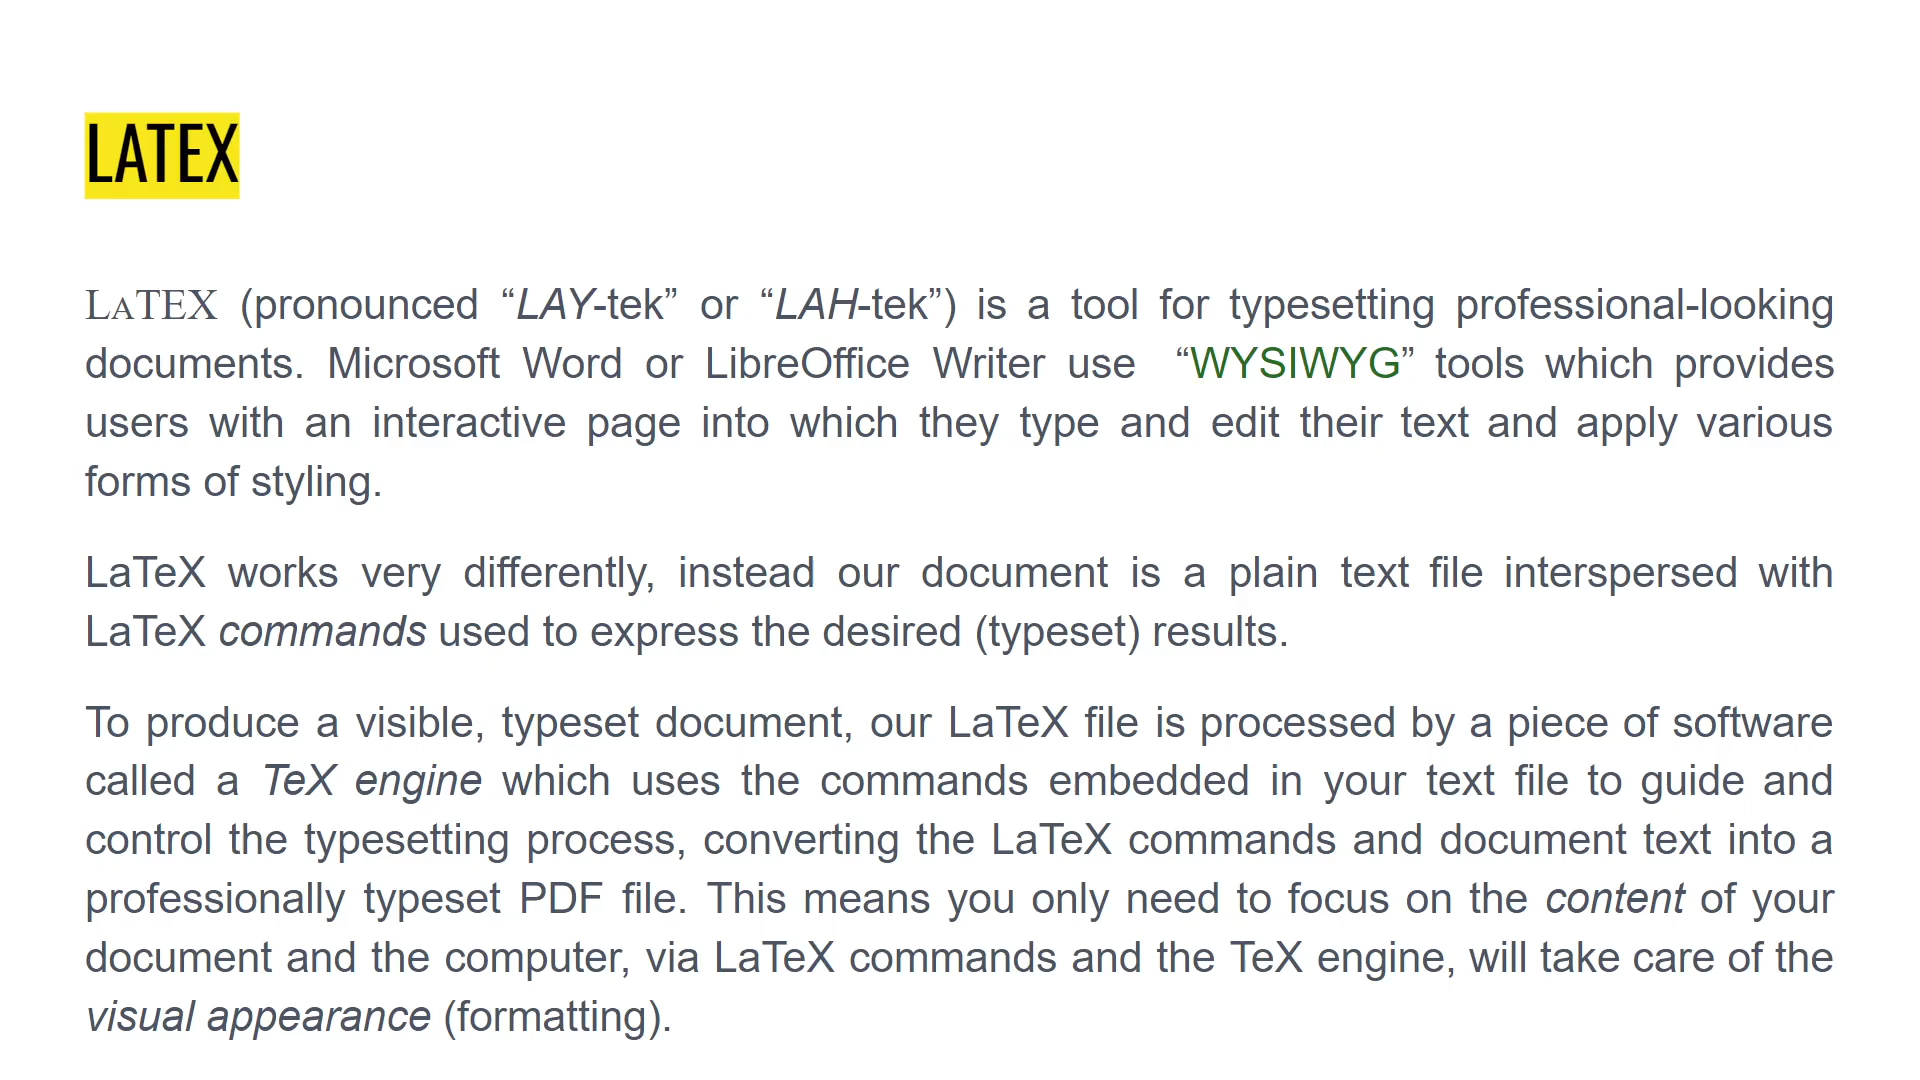 LATEX
LATEX (pronounced “LAY-tek” or “LAH-tek”) is a tool for typesetting professional-looking
documents. Microsoft Word or LibreOffice Writer use “WYSIWYG” tools which provides
users with an interactive page into which they type and edit their text and apply various
forms of styling.
LaTeX works very differently, instead our document is a plain text file interspersed with
LaTeX commands used to express the desired (typeset) results.
To produce a visible, typeset document, our LaTeX file is processed by a piece of software
called a TeX engine which uses the commands embedded in your text file to guide and
control the typesetting process, converting the LaTeX commands and document text into a
professionally typeset PDF file. This means you only need to focus on the content of your
document and the computer, via LaTeX commands and the TeX engine, will take care of the
visual appearance (formatting).